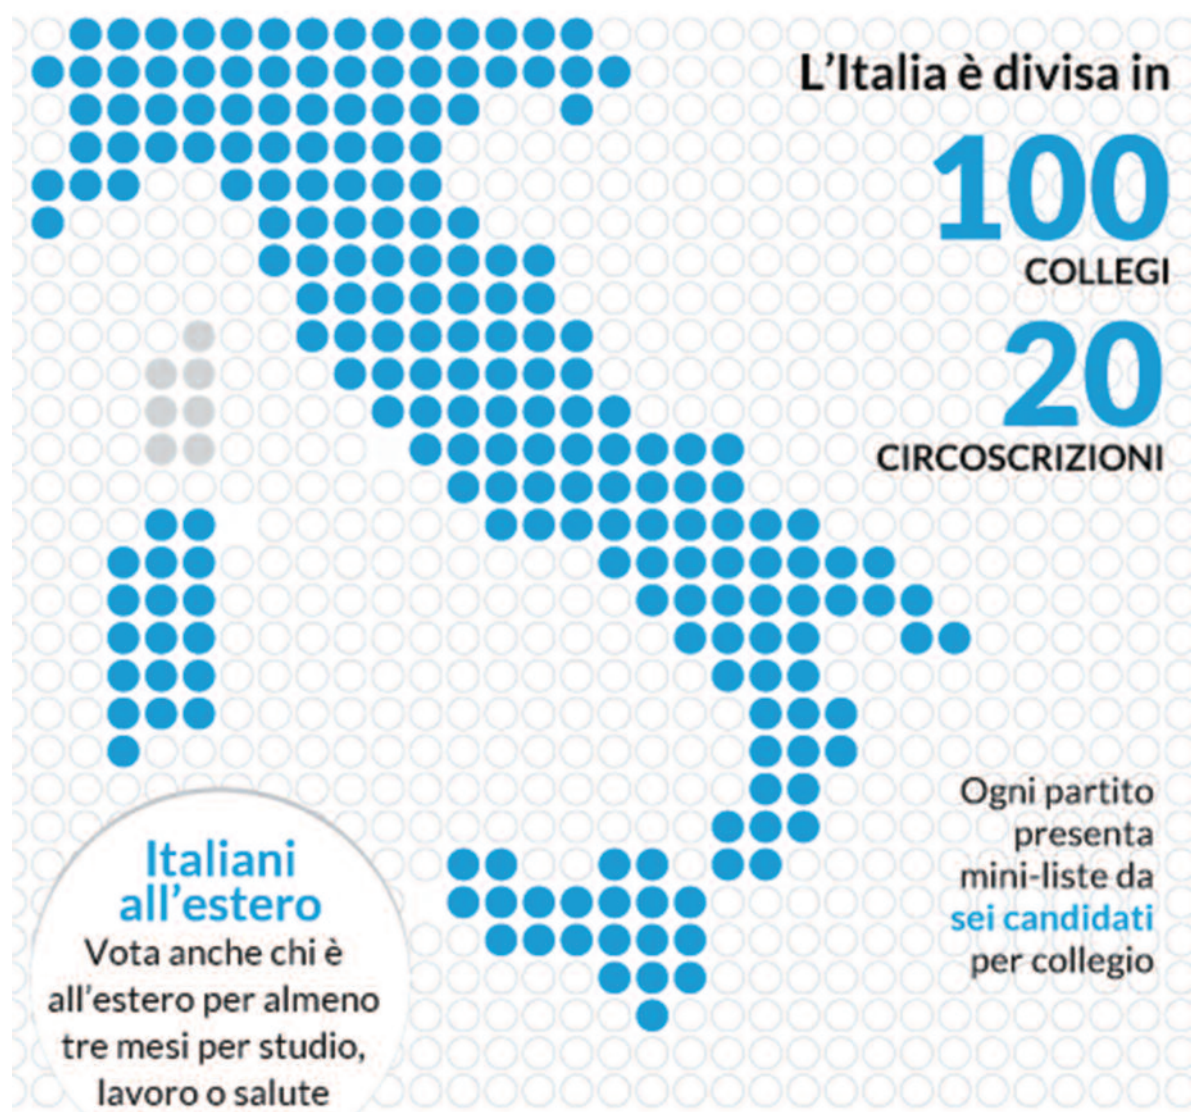 L'Italia è divisa in
100
COLLEGI
20
CIRCOSCRIZIONI
Ogni partito
presenta
mini-liste da
sei candidati
per collegio
Italiani
all'estero
Vota anche chi è
all'estero per almeno
tre mesi per studio,
lavoro o salute